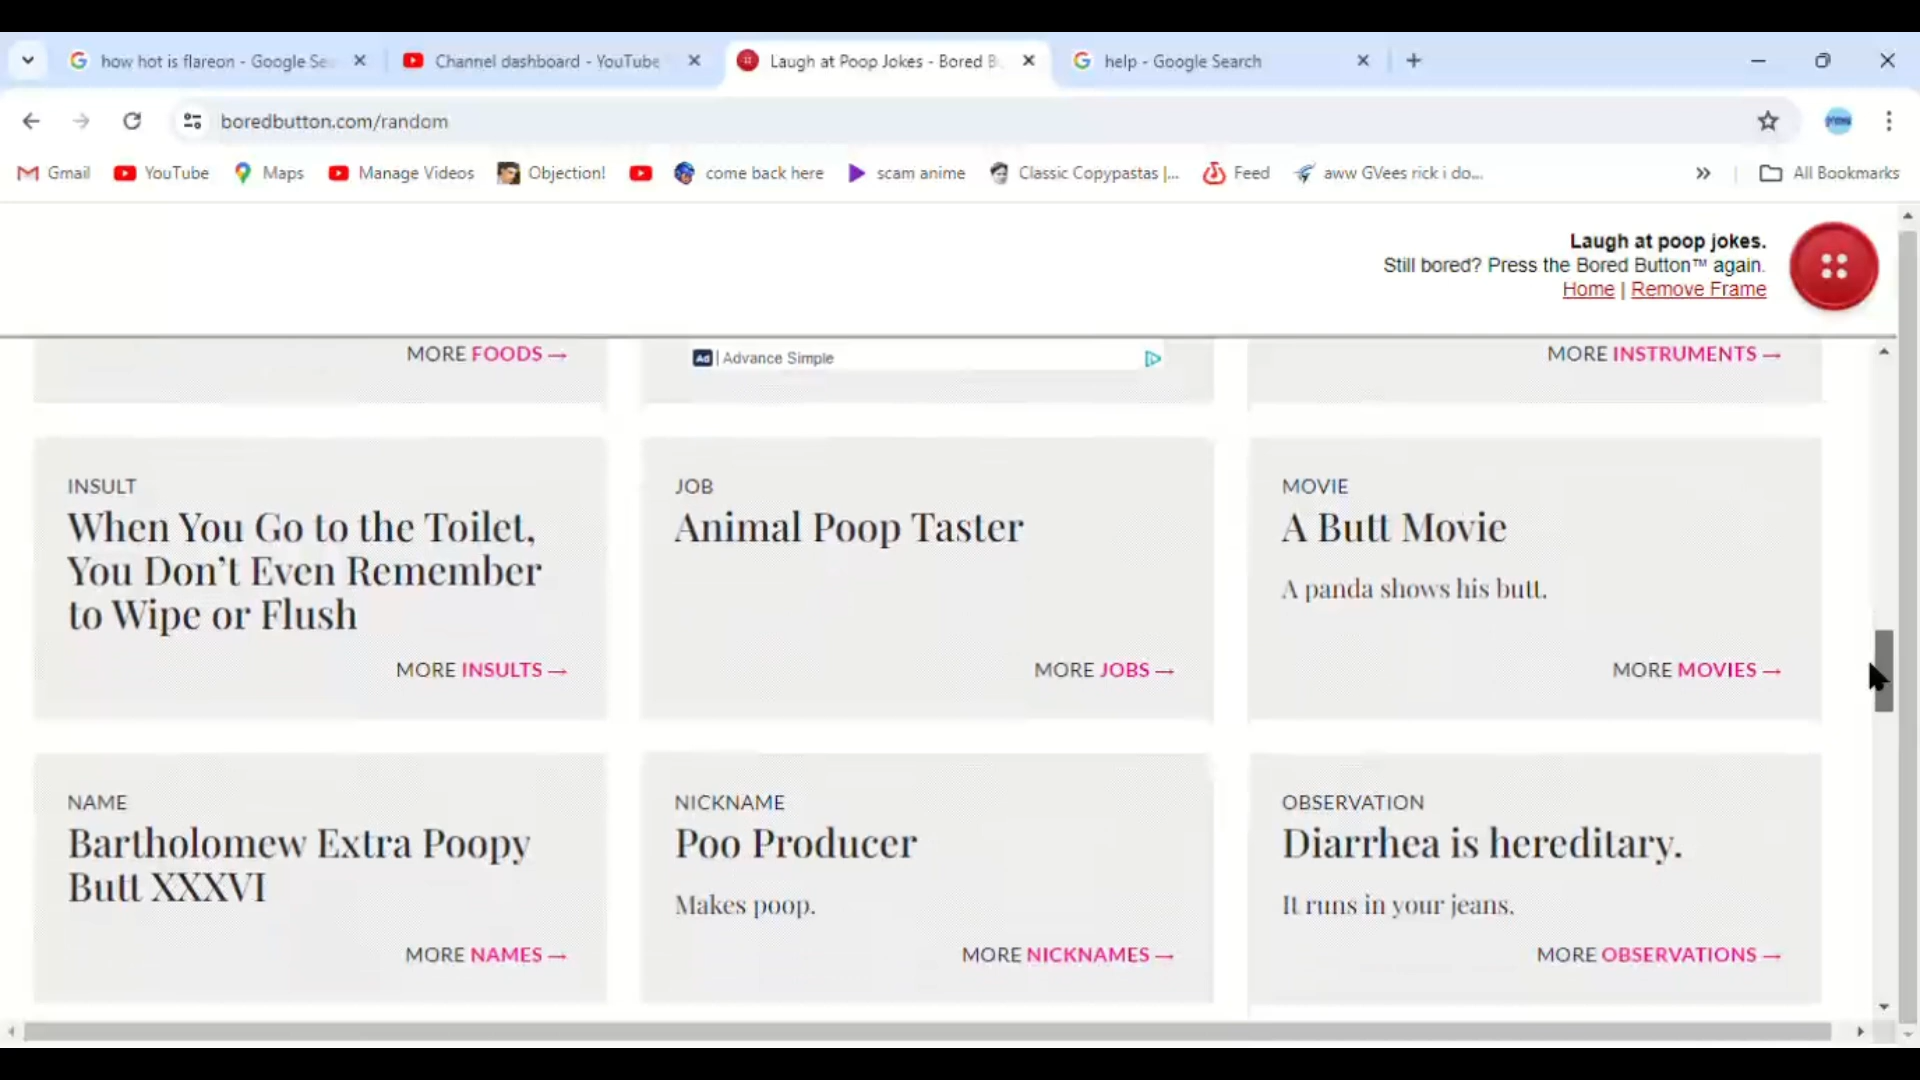 how hot is flareon - Google Se
Channel dashboard - YouTube
Laugh at Poop Jokes - Bored B
help - Google Search
boredbutton.com/random
Gmail
YouTube
Maps
Manage Videos
Objection!
come back here
scam anime
Classic Copypastas |...
Feed
aww GVees rick i do...
All Bookmarks
Laugh at poop jokes.
Still bored? Press the Bored Button™ again.
Home | Remove Frame
MORE FOODS →
Ad | Advance Simple
MORE INSTRUMENTS →
INSULT
When You Go to the Toilet,
You Don't Even Remember
to Wipe or Flush
MORE INSULTS →
JOB
Animal Poop Taster
MORE JOBS →
MOVIE
A Butt Movie
A panda shows his butt.
MORE MOVIES →
NAME
Bartholomew Extra Poopy
Butt XXXVI
MORE NAMES →
NICKNAME
Poo Producer
Makes poop.
MORE NICKNAMES →
OBSERVATION
Diarrhea is hereditary.
It runs in your jeans.
MORE OBSERVATIONS →